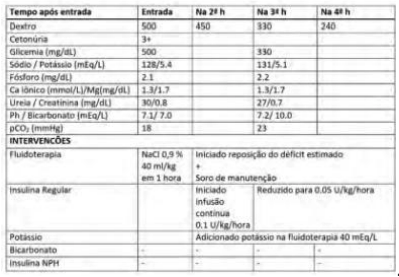 Tempo após entrada Entrada Na 2ª h Na 3ª h Na 4ª h
Dextro 500 450 330 240
Cetonúria 3+
Glicemia (mg/dL) 500 330
Sódio / Potássio (mEq/L) 128/5.4 131/5.1
Fósforo (mg/dL) 2.1 2.2
Ca iônico (mmol/L)/Mg(mg/dL) 1.3/1.7 1.3/1.7
Ureia / Creatinina (mg/dL) 30/0.8 27/0.7
Ph / Bicarbonato (mEq/L) 7.1/ 7.0 7.2/ 10.0
pCO₂ (mmHg) 18 23
INTERVENCÕES
Fluidoterapia NaCl 0,9 % Iniciado reposição do déficit estimado
40 ml/kg +
em 1 hora Soro de manutenção
Insulina Regular Iniciado Reduzido para 0.05 U/kg/hora
infusão
contínua
0.1 U/kg/hora
Potássio Adicionado potássio na fluidoterapia 40 mEq/L
Bicarbonato - - - -
Insulina NPH - - - -